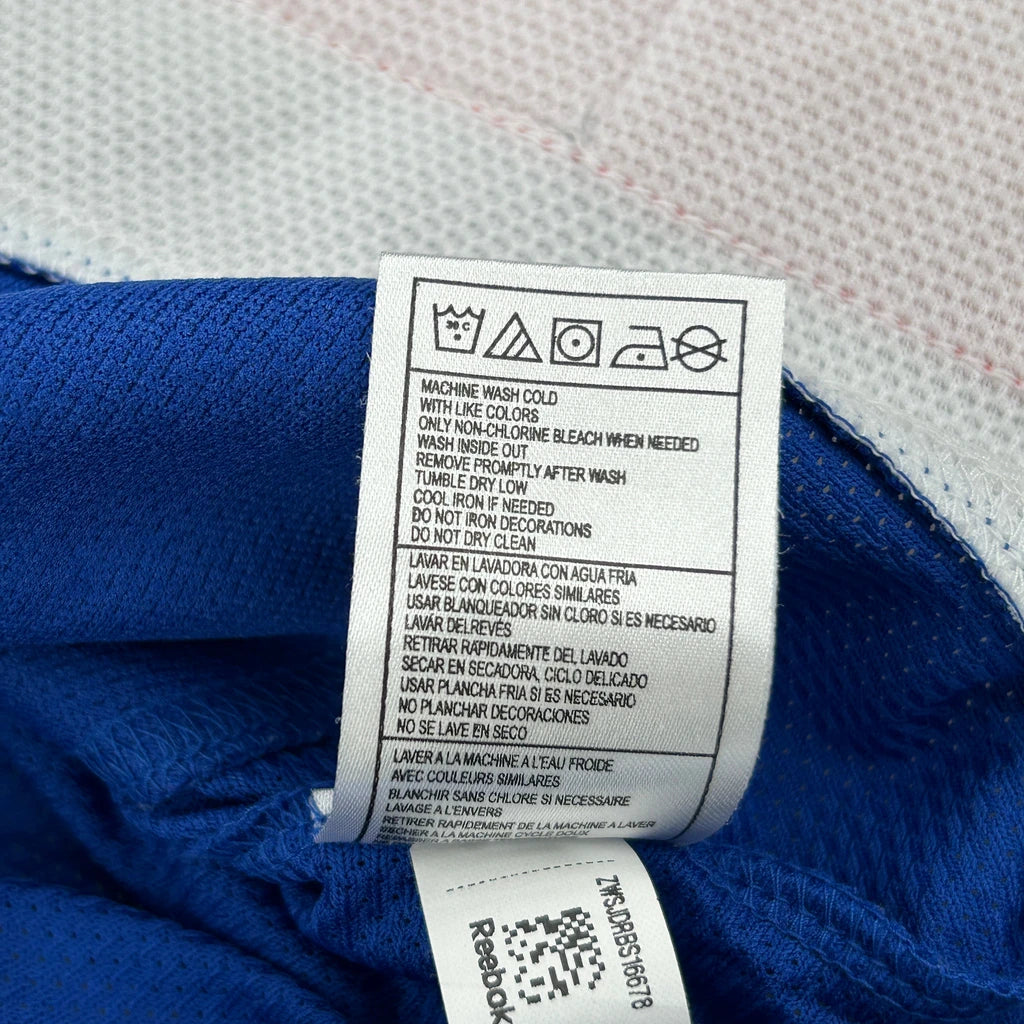 30 C
MACHINE WASH COLD
WITH LIKE COLORS
ONLY NON-CHLORINE BLEACH WHEN NEEDED
WASH INSIDE OUT
REMOVE PROMPTLY AFTER WASH
TUMBLE DRY LOW
COOL IRON IF NEEDED
DO NOT IRON DECORATIONS
DO NOT DRY CLEAN
LAVAR EN LAVADORA CON AGUA FRIA
LAVESE CON COLORES SIMILARES
USAR BLANQUEADOR SIN CLORO SI ES NECESARIO
LAVAR DELREVES
RETIRAR RAPIDAMENTE DEL LAVADO
SECAR EN SECADORA, CICLO DELICADO
USAR PLANCHA FRIA SI ES NECESARIO
NO PLANCHAR DECORACIONES
NO SE LAVE EN SECO
LAVER A LA MACHINE A L'EAU FROIDE
AVEC COULEURS SIMILARES
BLANCHIR SANS CHLORE SI NECESSAIRE
LAVAGE A L'ENVERS
RETIRER RAPIDEMENT DE LA MACHINE A LAVER
SECHER A LA MACHINE CYCLE DOUX
ZWSJDRBS16678
Reebok